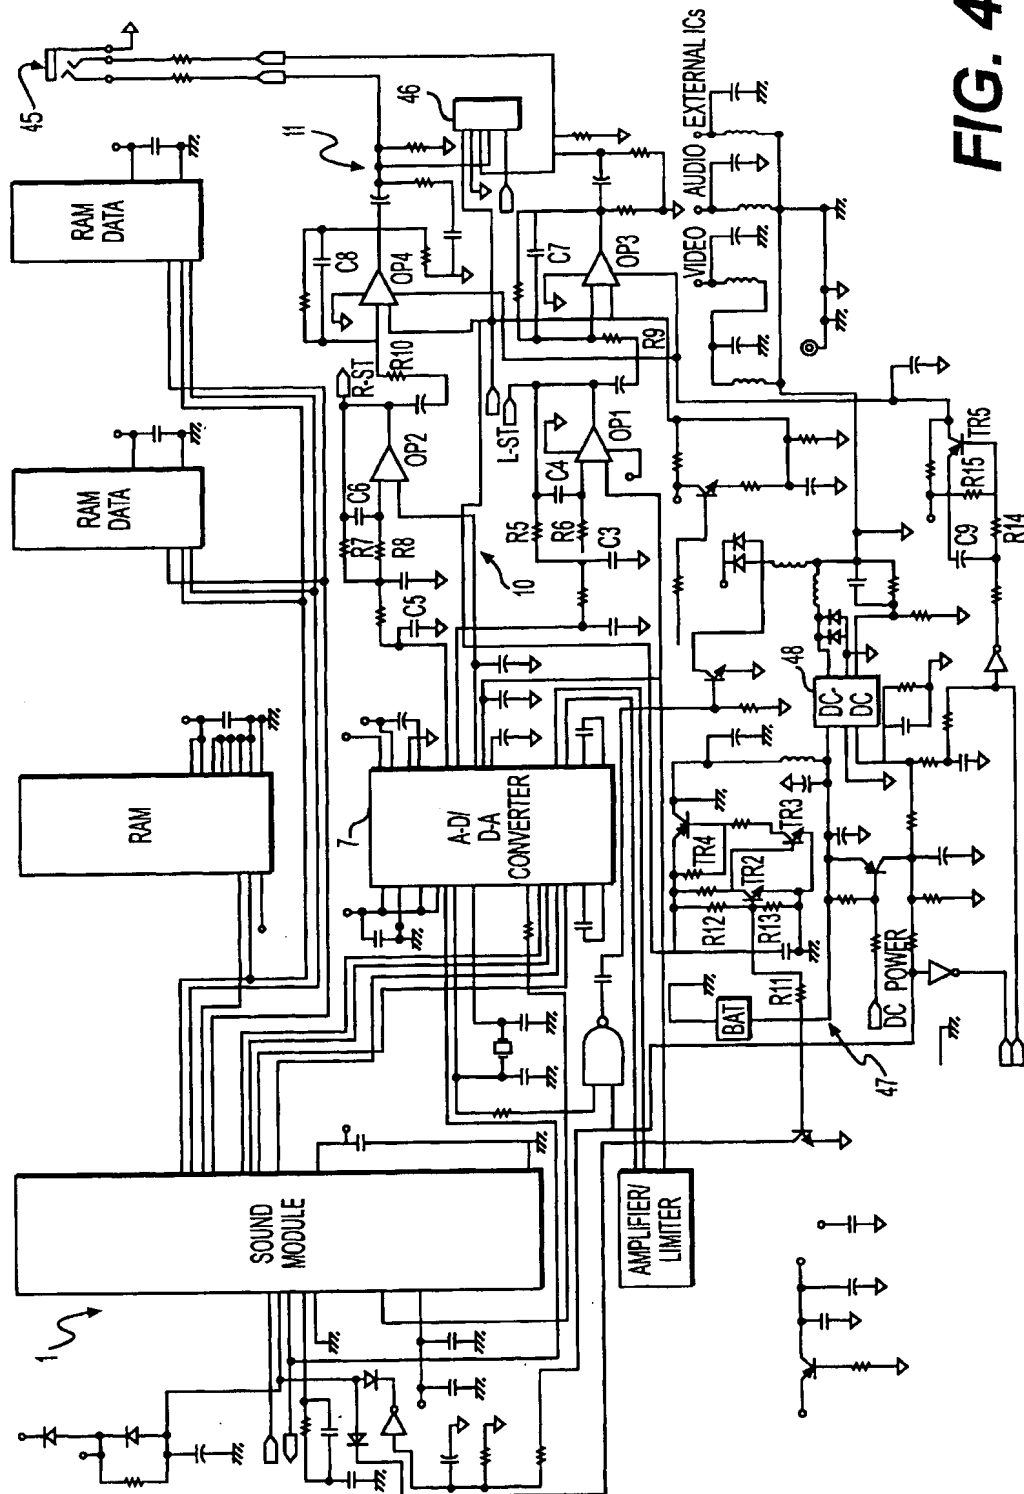 45
RAM
DATA
RAM
DATA
RAM
SOUND
MODULE
1
11
46
C8
OP4
R10
R-ST
OP2
C6
R7
R8
C5
7
A-D/
D-A
CONVERTER
10
L-ST
C7
OP3
R9
OP1
C4
R5
R6
C3
VIDEO
AUDIO
EXTERNAL ICs
AMPLIFIER/
LIMITER
TR4
TR3
TR2
R12
R13
R11
BAT
DC POWER
47
48
DC-
DC
TR5
R15
C9
R14
FIG. 4